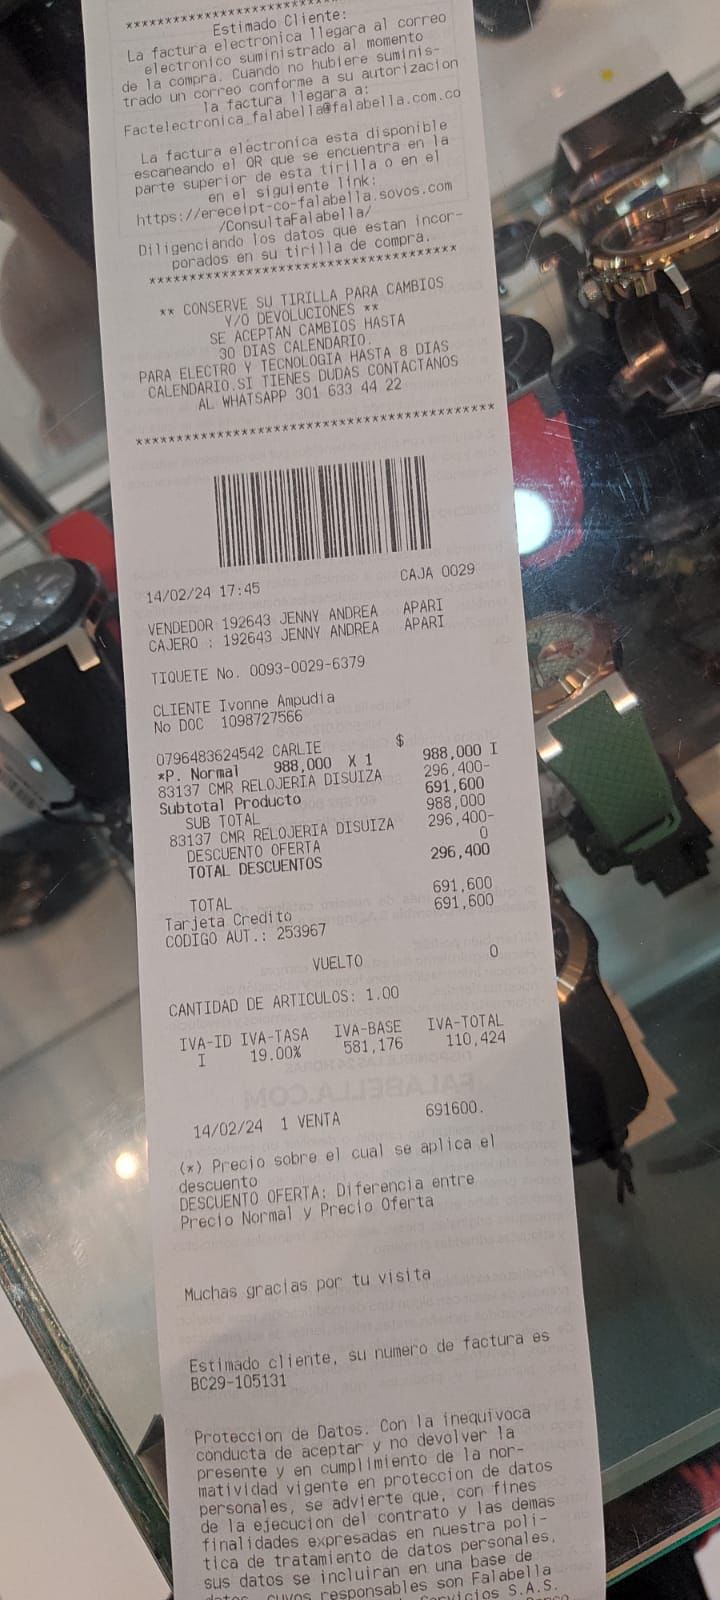 ***********************************
Estimado Cliente:
La factura electronica llegara al correo
electronico suministrado al momento
de la compra. Cuando no hubiere suminis-
trado un correo conforme a su autorizacion
la factura llegara a:
Factelectronica_falabella@falabella.com.co
La factura electronica esta disponible
escaneando el QR que se encuentra en la
parte superior de esta tirilla o en el
en el siguiente link:
https://ereceipt-co-falabella.sovos.com
/ConsultaFalabella/
Diligenciando los datos que estan incor-
porados en su tirilla de compra.
***********************************
** CONSERVE SU TIRILLA PARA CAMBIOS
Y/O DEVOLUCIONES **
SE ACEPTAN CAMBIOS HASTA
30 DIAS CALENDARIO.
PARA ELECTRO Y TECNOLOGIA HASTA 8 DIAS
CALENDARIO.SI TIENES DUDAS CONTACTANOS
AL WHATSAPP 301 633 44 22
***********************************
14/02/24 17:45 CAJA 0029
VENDEDOR 192643 JENNY ANDREA APARI
CAJERO : 192643 JENNY ANDREA APARI
TIQUETE No. 0093-0029-6379
CLIENTE Ivonne Ampudia
No DOC 1098727566
0796483624542 CARLIE $
*P. Normal 988,000 X 1 988,000 I
83137 CMR RELOJERIA DISUIZA 296,400-
Subtotal Producto 691,600
SUB TOTAL 988,000
83137 CMR RELOJERIA DISUIZA 296,400-
DESCUENTO OFERTA 0
TOTAL DESCUENTOS 296,400
TOTAL 691,600
Tarjeta Credito 691,600
CODIGO AUT.: 253967
VUELTO 0
CANTIDAD DE ARTICULOS: 1.00
IVA-ID IVA-TASA IVA-BASE IVA-TOTAL
I 19.00% 581,176 110,424
FALABELLA.COM
14/02/24 1 VENTA 691600.
(*) Precio sobre el cual se aplica el
descuento
DESCUENTO OFERTA: Diferencia entre
Precio Normal y Precio Oferta
Muchas gracias por tu visita
Estimado cliente, su numero de factura es
BC29-105131
Proteccion de Datos. Con la inequivoca
conducta de aceptar y no devolver la
presente y en cumplimiento de la nor-
matividad vigente en proteccion de datos
personales, se advierte que, con fines
de la ejecucion del contrato y las demas
finalidades expresadas en nuestra poli-
tica de tratamiento de datos personales,
sus datos se incluiran en una base de
datos, cuyos responsables son Falabella
Servicios S.A.S.